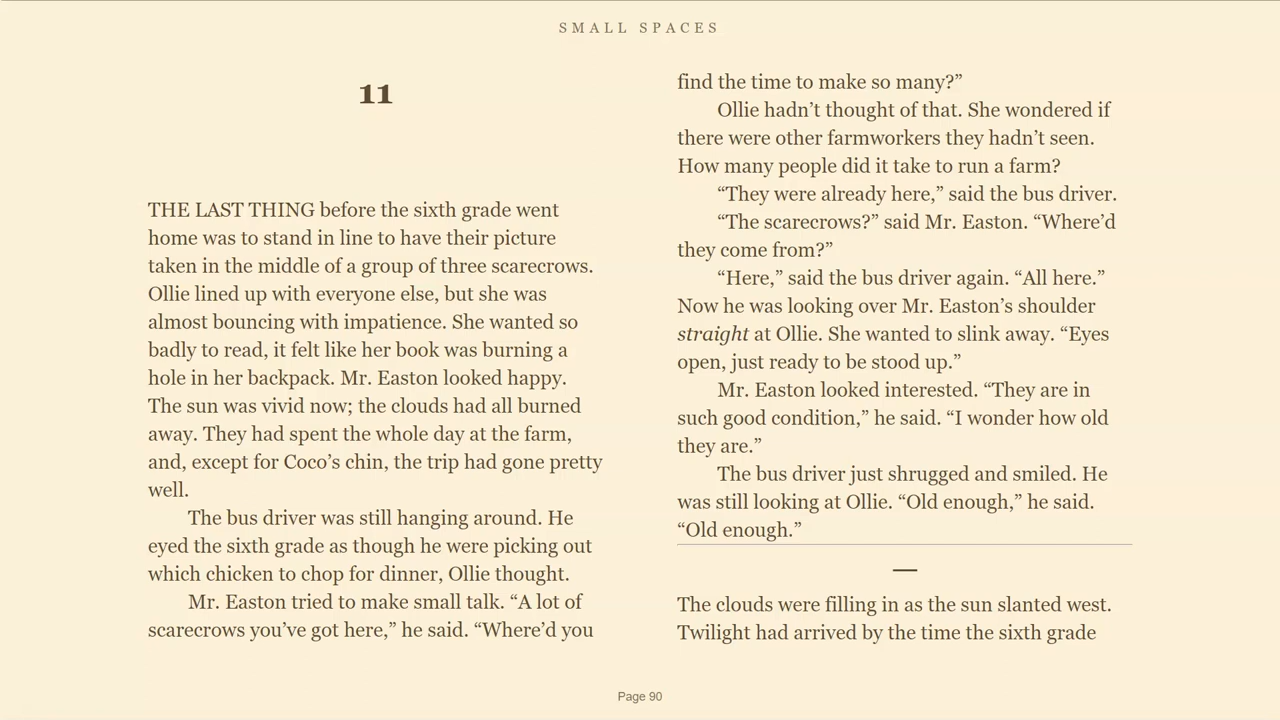 SMALL SPACES
11
THE LAST THING before the sixth grade went
home was to stand in line to have their picture
taken in the middle of a group of three scarecrows.
Ollie lined up with everyone else, but she was
almost bouncing with impatience. She wanted so
badly to read, it felt like her book was burning a
hole in her backpack. Mr. Easton looked happy.
The sun was vivid now; the clouds had all burned
away. They had spent the whole day at the farm,
and, except for Coco’s chin, the trip had gone pretty
well.
The bus driver was still hanging around. He
eyed the sixth grade as though he were picking out
which chicken to chop for dinner, Ollie thought.
Mr. Easton tried to make small talk. “A lot of
scarecrows you’ve got here,” he said. “Where’d you
find the time to make so many?”
Ollie hadn’t thought of that. She wondered if
there were other farmworkers they hadn’t seen.
How many people did it take to run a farm?
“They were already here,” said the bus driver.
“The scarecrows?” said Mr. Easton. “Where’d
they come from?”
“Here,” said the bus driver again. “All here.”
Now he was looking over Mr. Easton’s shoulder
straight at Ollie. She wanted to slink away. “Eyes
open, just ready to be stood up.”
Mr. Easton looked interested. “They are in
such good condition,” he said. “I wonder how old
they are.”
The bus driver just shrugged and smiled. He
was still looking at Ollie. “Old enough,” he said.
“Old enough.”
—
The clouds were filling in as the sun slanted west.
Twilight had arrived by the time the sixth grade
Page 90